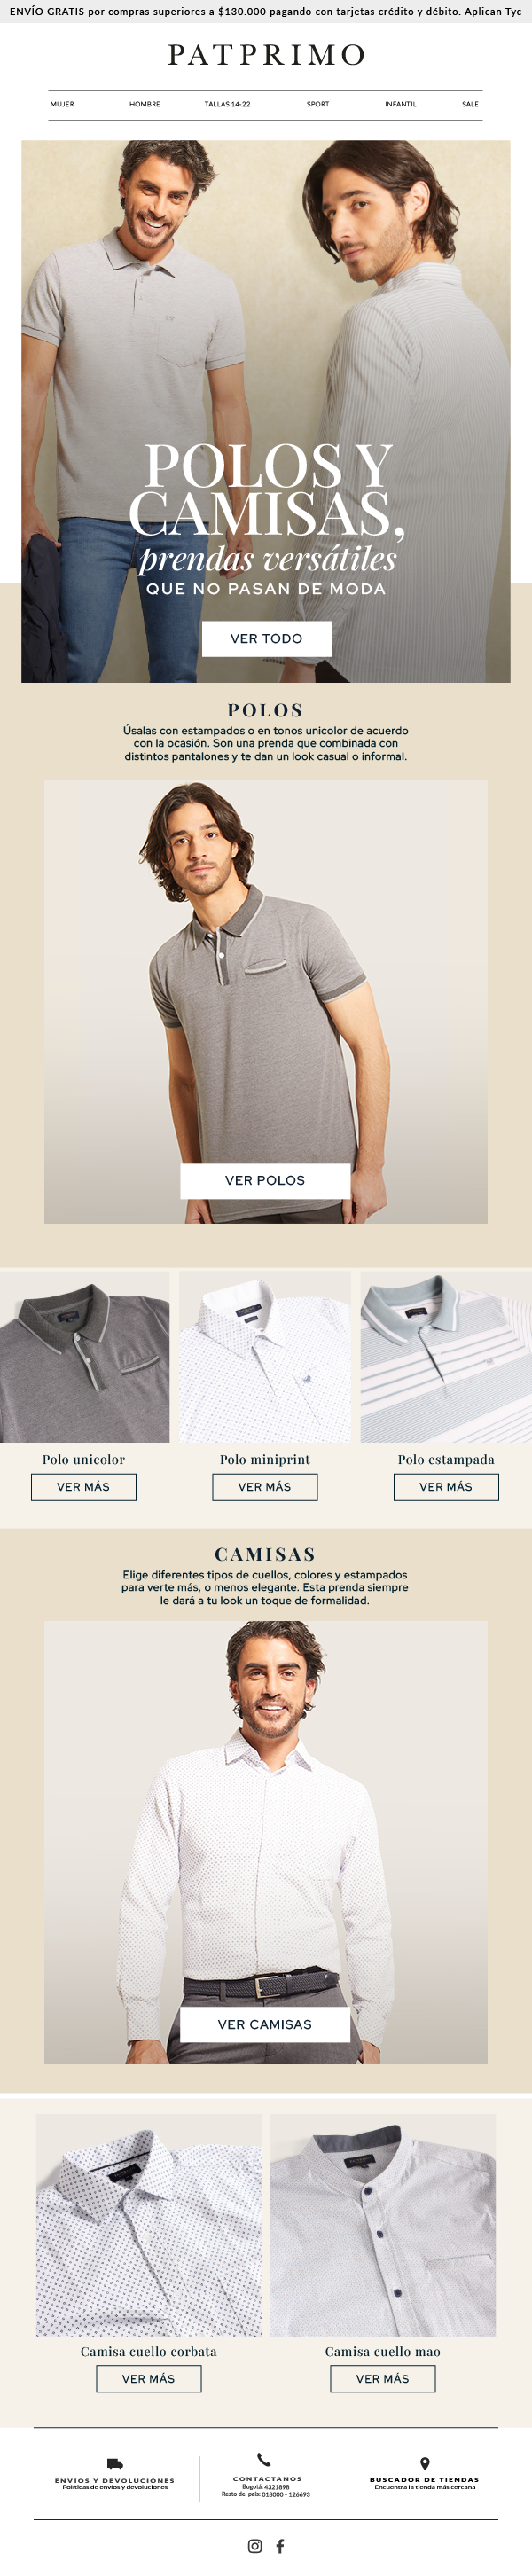 ENVÍO GRATIS por compras superiores a $130.000 pagando con tarjetas crédito y débito. Aplican Tyc
PATPRIMO
MUJER HOMBRE TALLAS 14-22 SPORT INFANTIL SALE
POLOS Y
CAMISAS,
prendas versátiles
QUE NO PASAN DE MODA
VER TODO
POLOS
Úsalas con estampados o en tonos unicolor de acuerdo
con la ocasión. Son una prenda que combinada con
distintos pantalones y te dan un look casual o informal.
VER POLOS
Polo unicolor Polo miniprint Polo estampada
VER MÁS VER MÁS VER MÁS
CAMISAS
Elige diferentes tipos de cuellos, colores y estampados
para verte más, o menos elegante. Esta prenda siempre
le dará a tu look un toque de formalidad.
VER CAMISAS
Camisa cuello corbata Camisa cuello mao
VER MÁS VER MÁS
ENVIOS Y DEVOLUCIONES
Políticas de envíos y devoluciones
CONTACTANOS
Bogotá: 4321898
Resto del país: 018000 - 126693
BUSCADOR DE TIENDAS
Encuentra la tienda más cercana